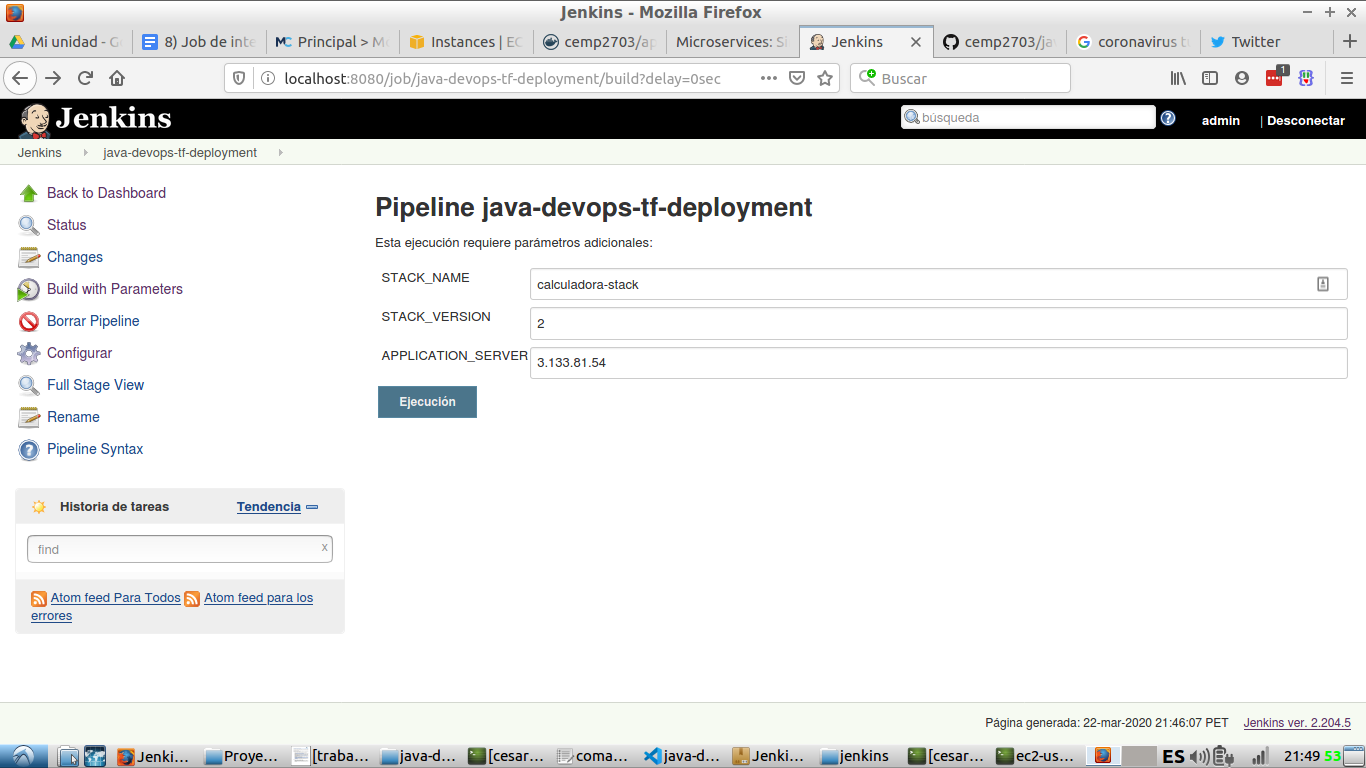 Jenkins - Mozilla Firefox
Mi unidad - G
8) Job de inte
Principal > M
Instances | EC
cemp2703/ap
Microservices: Si
Jenkins
cemp2703/ja
coronavirus t
Twitter
localhost:8080/job/java-devops-tf-deployment/build?delay=0sec
Buscar
1
Jenkins
búsqueda
admin
| Desconectar
Jenkins
java-devops-tf-deployment
Back to Dashboard
Status
Changes
Build with Parameters
Borrar Pipeline
Configurar
Full Stage View
Rename
Pipeline Syntax
Historia de tareas
Tendencia
find
x
Atom feed Para Todos
Atom feed para los
errores
Pipeline java-devops-tf-deployment
Esta ejecución requiere parámetros adicionales:
STACK_NAME
calculadora-stack
STACK_VERSION
2
APPLICATION_SERVER
3.133.81.54
Ejecución
Página generada: 22-mar-2020 21:46:07 PET
Jenkins ver. 2.204.5
Jenki...
Proye...
[traba...
java-d...
[cesar...
coma...
java-d...
Jenki...
jenkins
[cesar...
ec2-us...
ES
21:49
53